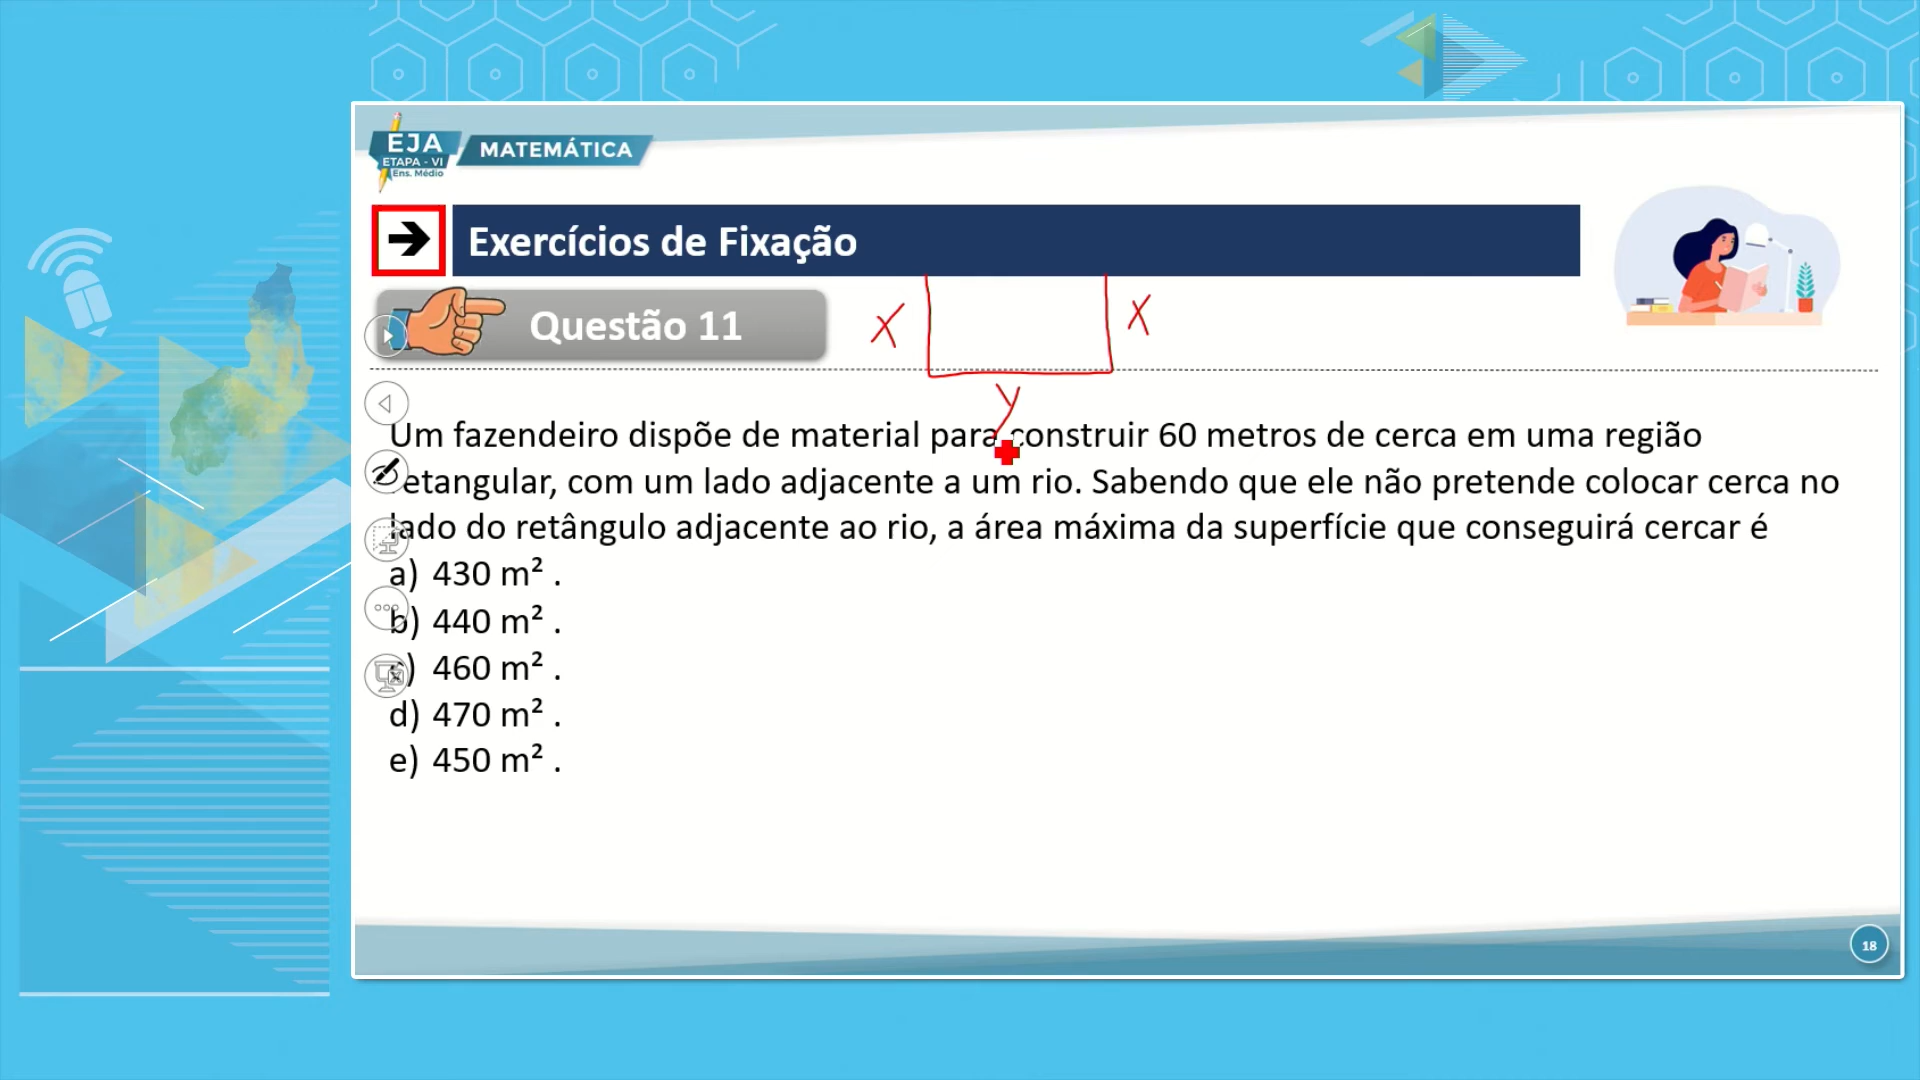 EJA
ETAPA - VI
Ens. Médio
MATEMÁTICA
Exercícios de Fixação
Questão 11
X
X
y
Um fazendeiro dispõe de material para construir 60 metros de cerca em uma região
etangular, com um lado adjacente a um rio. Sabendo que ele não pretende colocar cerca no
lado do retângulo adjacente ao rio, a área máxima da superfície que conseguirá cercar é
a) 430 m² .
b) 440 m² .
) 460 m² .
d) 470 m² .
e) 450 m² .
18